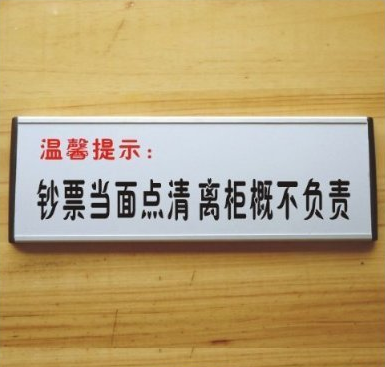 温馨提示：
钞票当面点清 离柜概不负责